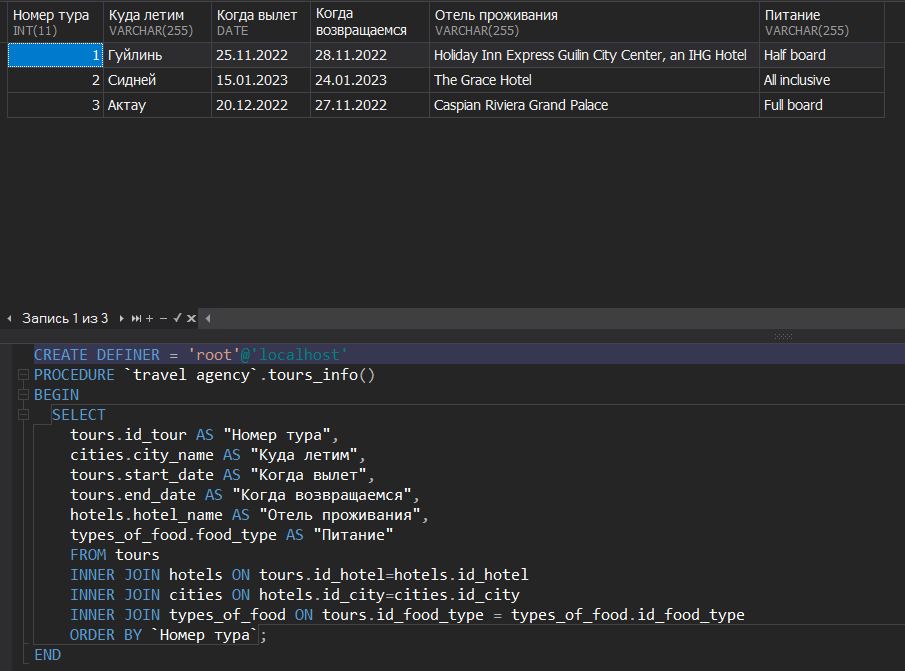 Номер тура Куда летим Когда вылет Когда возвращаемся Отель проживания Питание
INT(11) VARCHAR(255) DATE VARCHAR(255) VARCHAR(255)
1 Гуйлинь 25.11.2022 28.11.2022 Holiday Inn Express Guilin City Center, an IHG Hotel Half board
2 Сидней 15.01.2023 24.01.2023 The Grace Hotel All inclusive
3 Актау 20.12.2022 27.11.2022 Caspian Riviera Grand Palace Full board
Запись 1 из 3
CREATE DEFINER = 'root'@'localhost'
PROCEDURE `travel agency`.tours_info()
BEGIN
SELECT
tours.id_tour AS "Номер тура",
cities.city_name AS "Куда летим",
tours.start_date AS "Когда вылет",
tours.end_date AS "Когда возвращаемся",
hotels.hotel_name AS "Отель проживания",
types_of_food.food_type AS "Питание"
FROM tours
INNER JOIN hotels ON tours.id_hotel=hotels.id_hotel
INNER JOIN cities ON hotels.id_city=cities.id_city
INNER JOIN types_of_food ON tours.id_food_type = types_of_food.id_food_type
ORDER BY `Номер тура`;
END